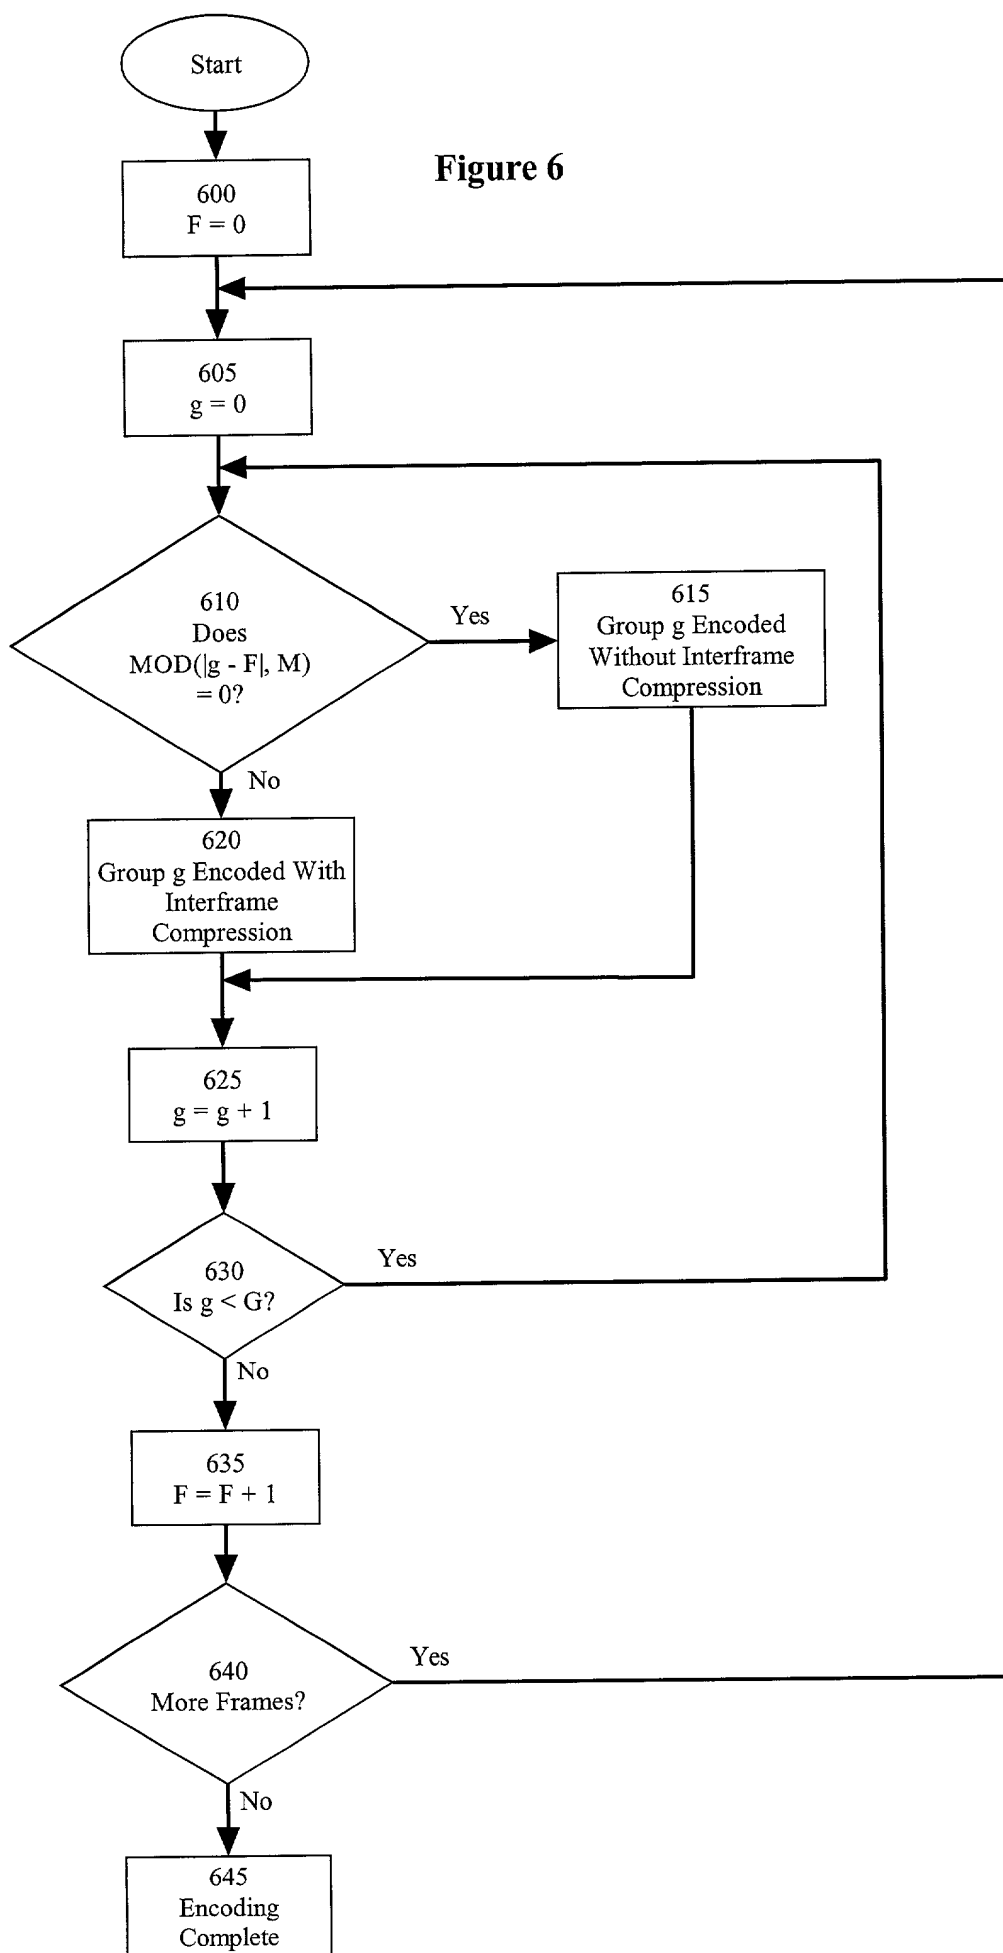 Start
Figure 6
600
F = 0
605
g = 0
610
Does
MOD(|g - F|, M)
= 0?
Yes
615
Group g Encoded
Without Interframe
Compression
No
620
Group g Encoded With
Interframe
Compression
625
g = g + 1
630
Is g < G?
Yes
No
635
F = F + 1
640
More Frames?
Yes
No
645
Encoding
Complete